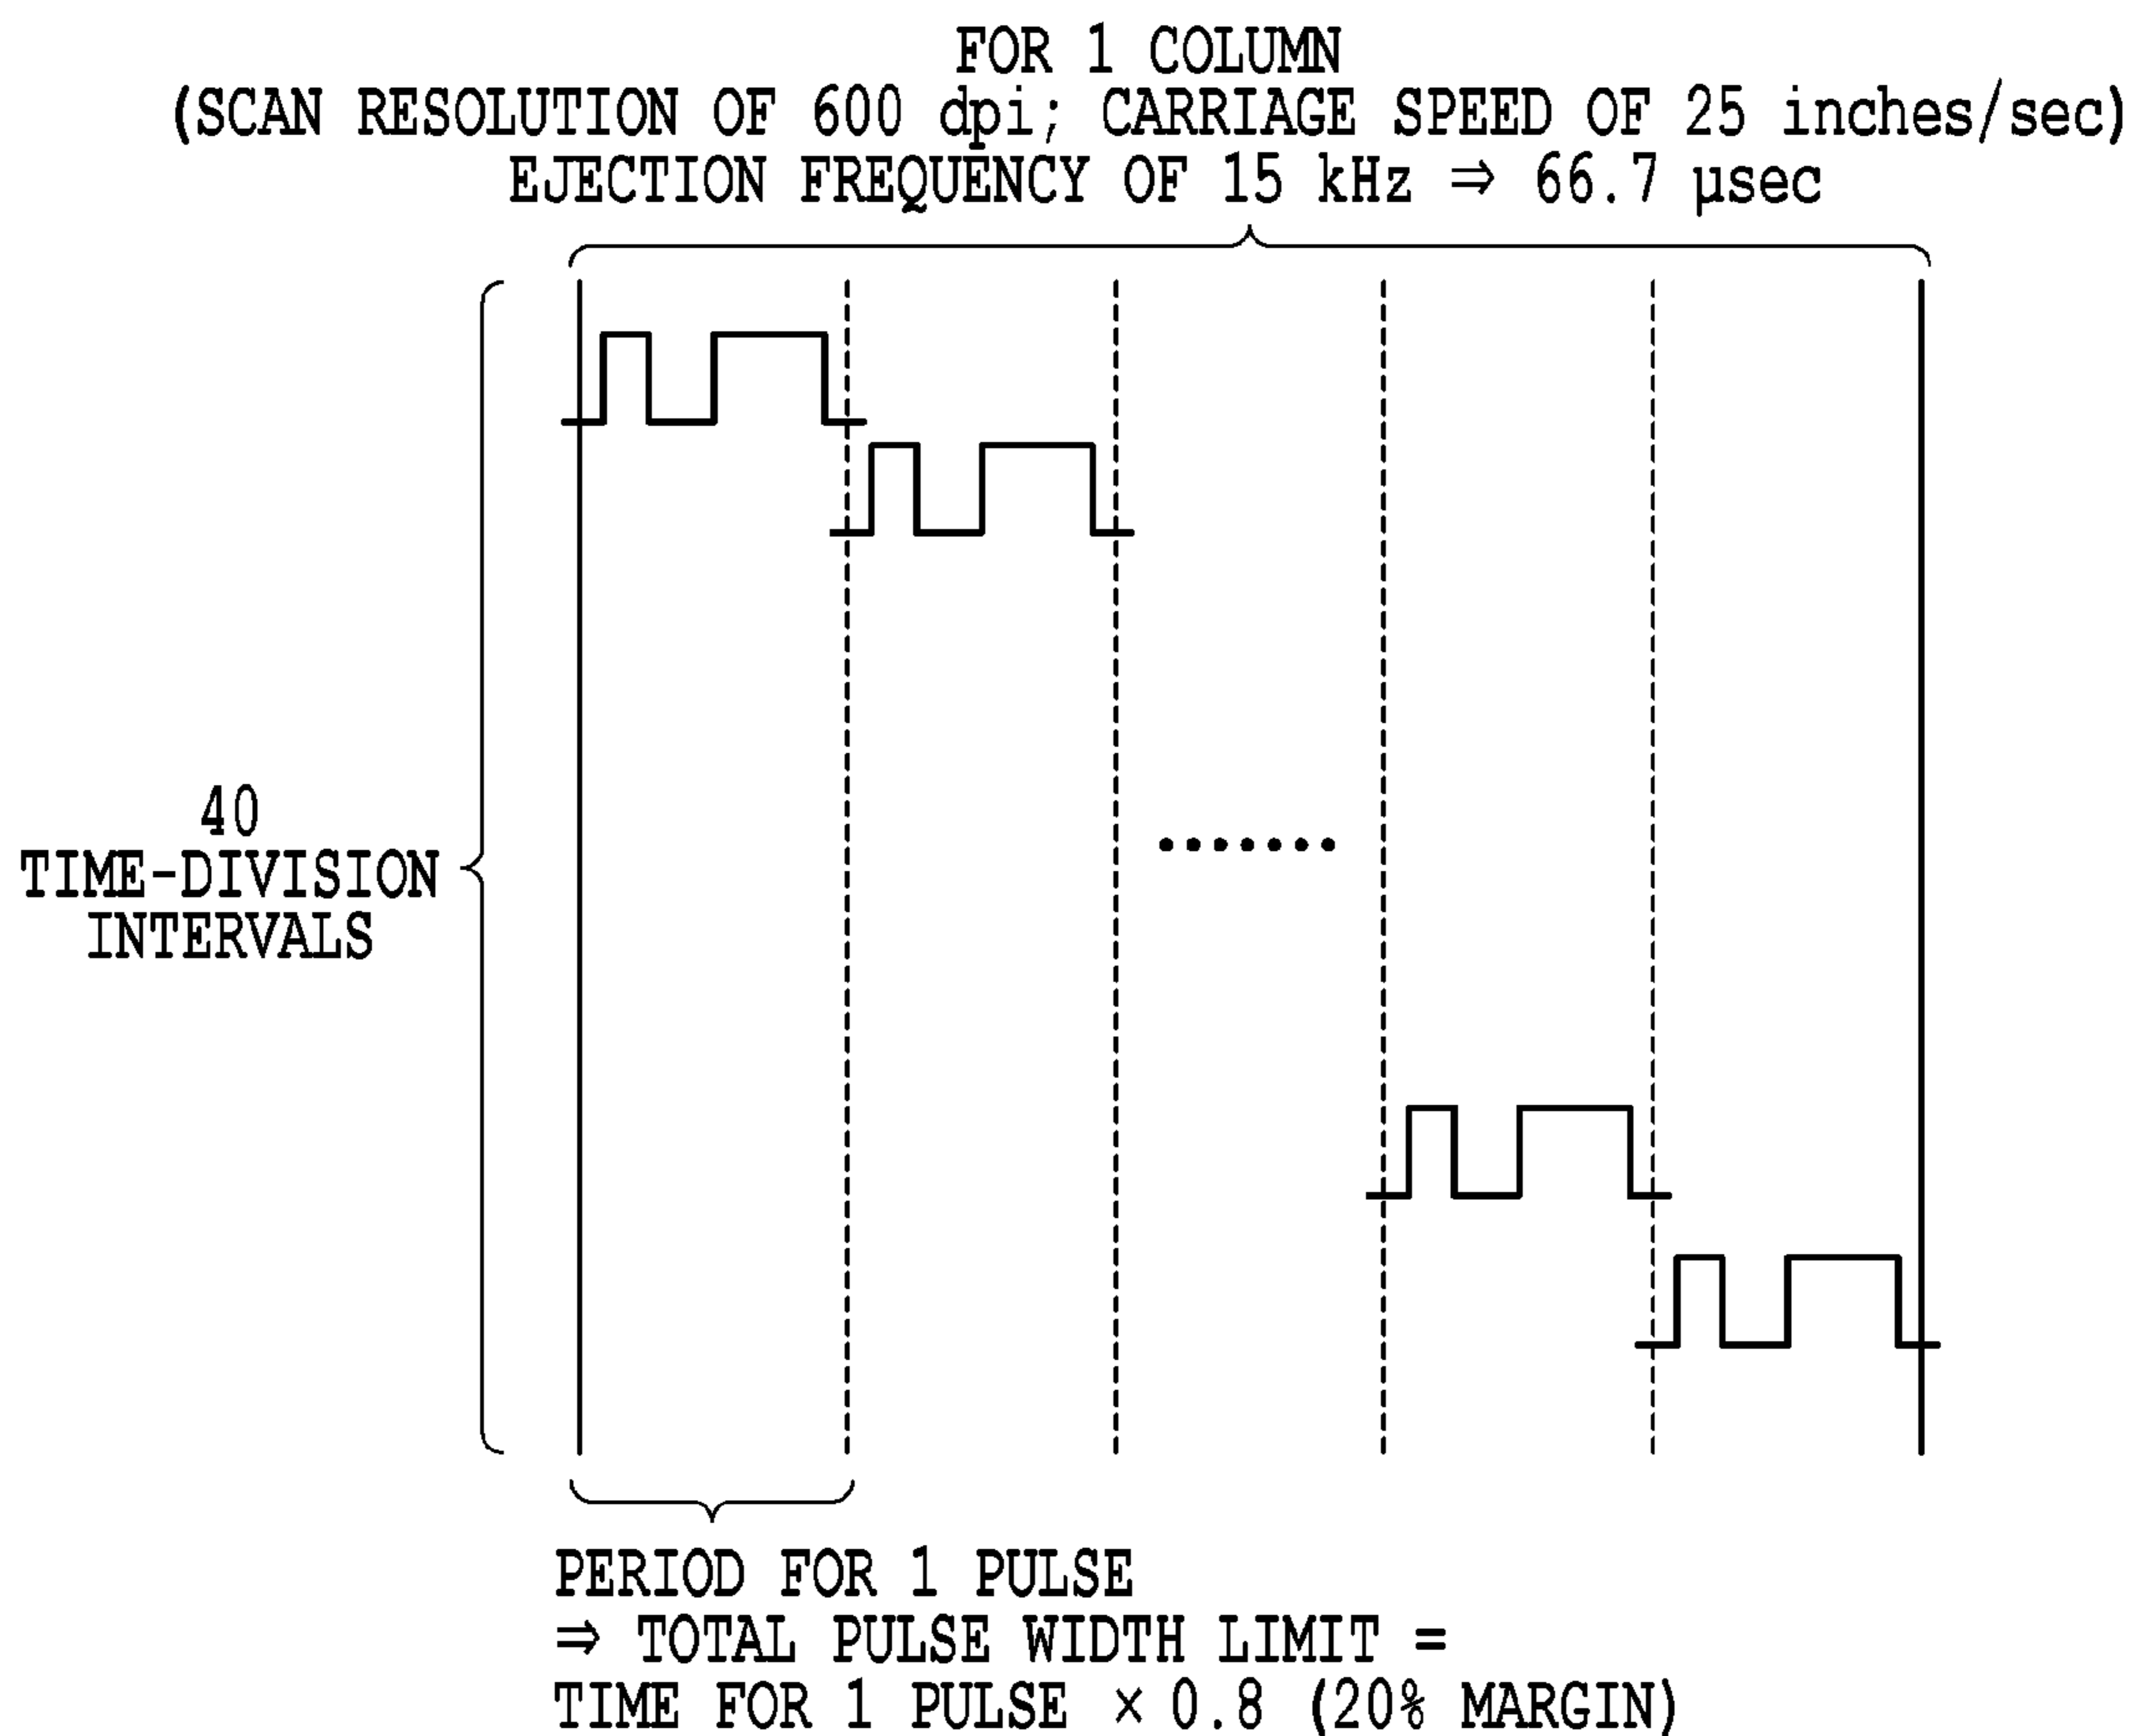 FOR 1 COLUMN
(SCAN RESOLUTION OF 600 dpi; CARRIAGE SPEED OF 25 inches/sec)
EJECTION FREQUENCY OF 15 kHz ⇒ 66.7 μsec
40
TIME-DIVISION
INTERVALS
PERIOD FOR 1 PULSE
⇒ TOTAL PULSE WIDTH LIMIT =
TIME FOR 1 PULSE × 0.8 (20% MARGIN)